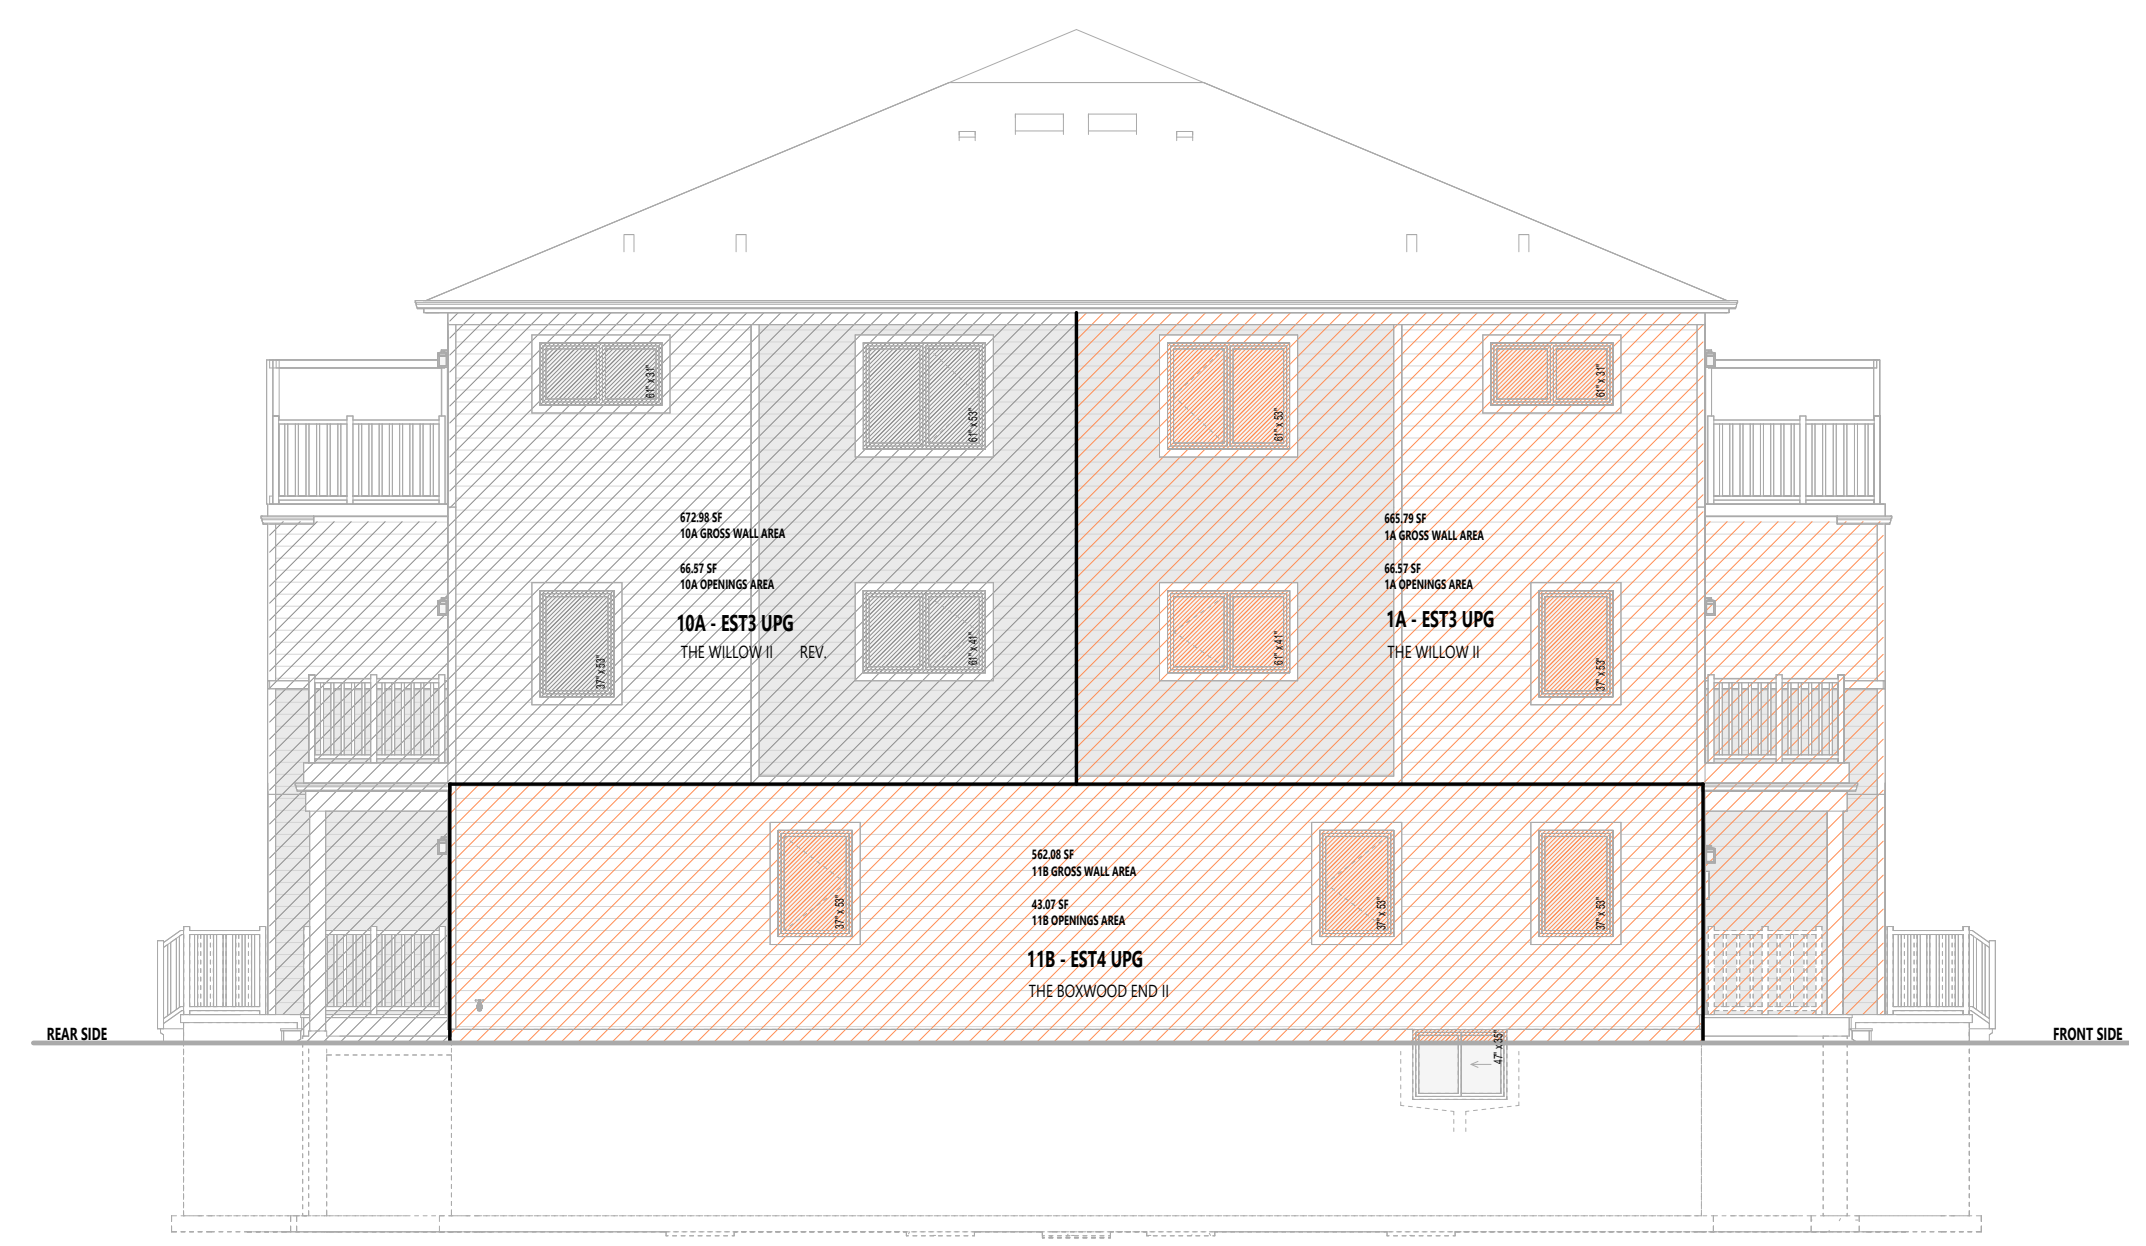 61" x 31"
61" x 53"
61" x 53"
61" x 31"
672.98 SF
10A GROSS WALL AREA
66.57 SF
10A OPENINGS AREA
10A - EST3 UPG
THE WILLOW II REV.
665.79 SF
1A GROSS WALL AREA
66.57 SF
1A OPENINGS AREA
1A - EST3 UPG
THE WILLOW II
37" x 53"
61" x 41"
61" x 41"
37" x 53"
562.08 SF
11B GROSS WALL AREA
43.07 SF
11B OPENINGS AREA
11B - EST4 UPG
THE BOXWOOD END II
37" x 53"
37" x 53"
37" x 53"
REAR SIDE
FRONT SIDE
47" x 35"